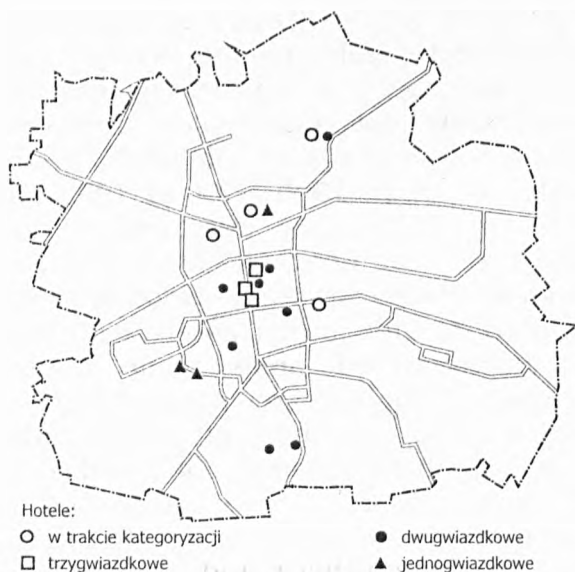 Hotele:
w trakcie kategoryzacji
dwugwiazdkowe
trzygwiazdkowe
jednogwiazdkowe